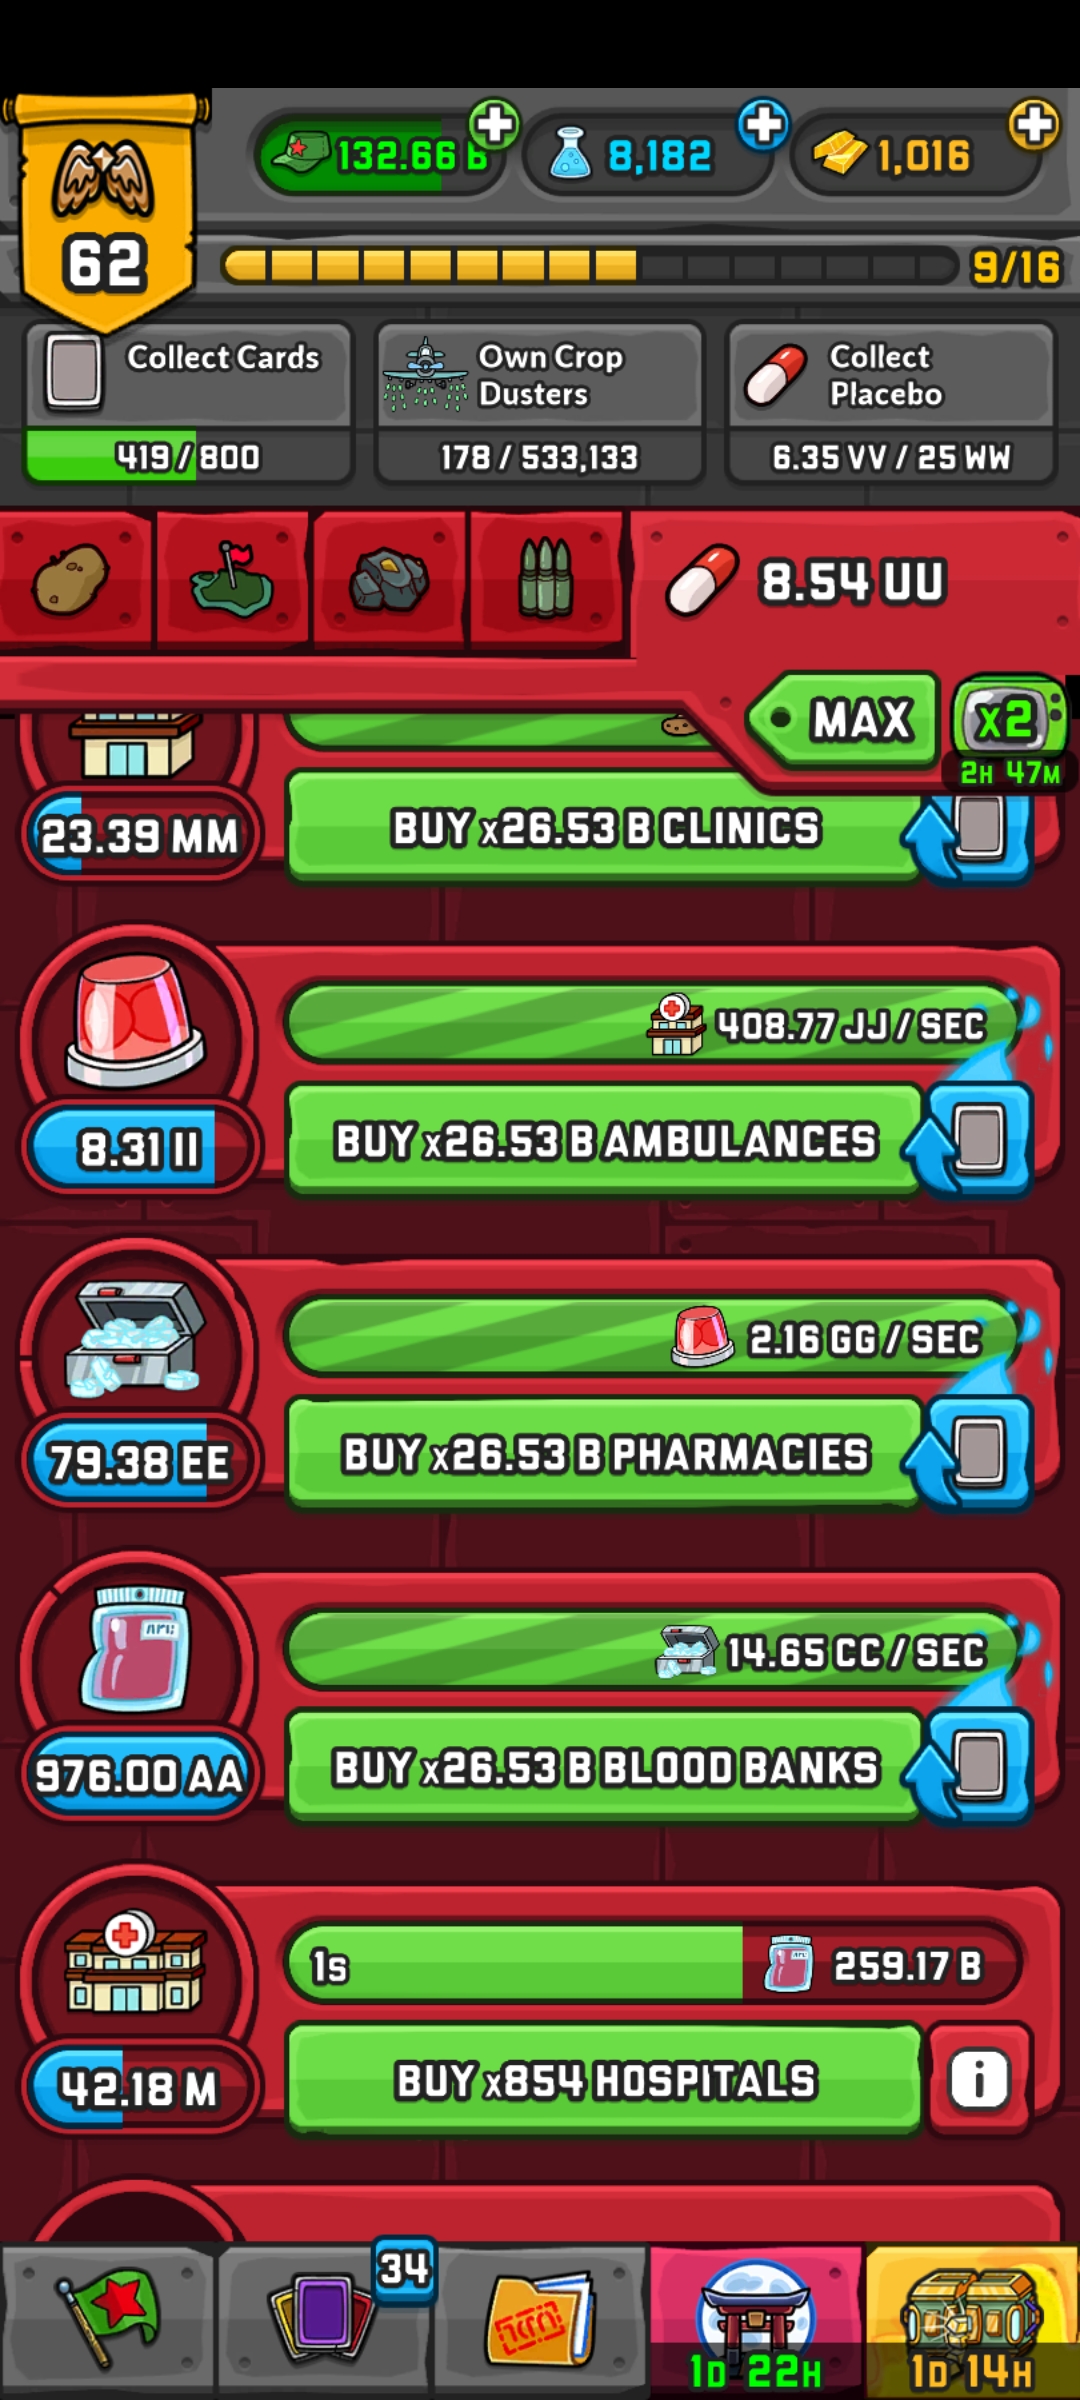 132.66 B
8,182
1,016
62
9/16
Collect Cards
419 / 800
Own Crop
Dusters
178 / 533,133
Collect
Placebo
6.35 VV / 25 WW
8.54 UU
MAX
x2
2H 47M
23.39 MM
BUY x26.53 B CLINICS
408.77 JJ / SEC
8.31 II
BUY x26.53 B AMBULANCES
2.16 GG / SEC
79.38 EE
BUY x26.53 B PHARMACIES
14.65 CC / SEC
976.00 AA
BUY x26.53 B BLOOD BANKS
1s
259.17 B
42.18 M
BUY x854 HOSPITALS
i
34
1D 22H
1D 14H